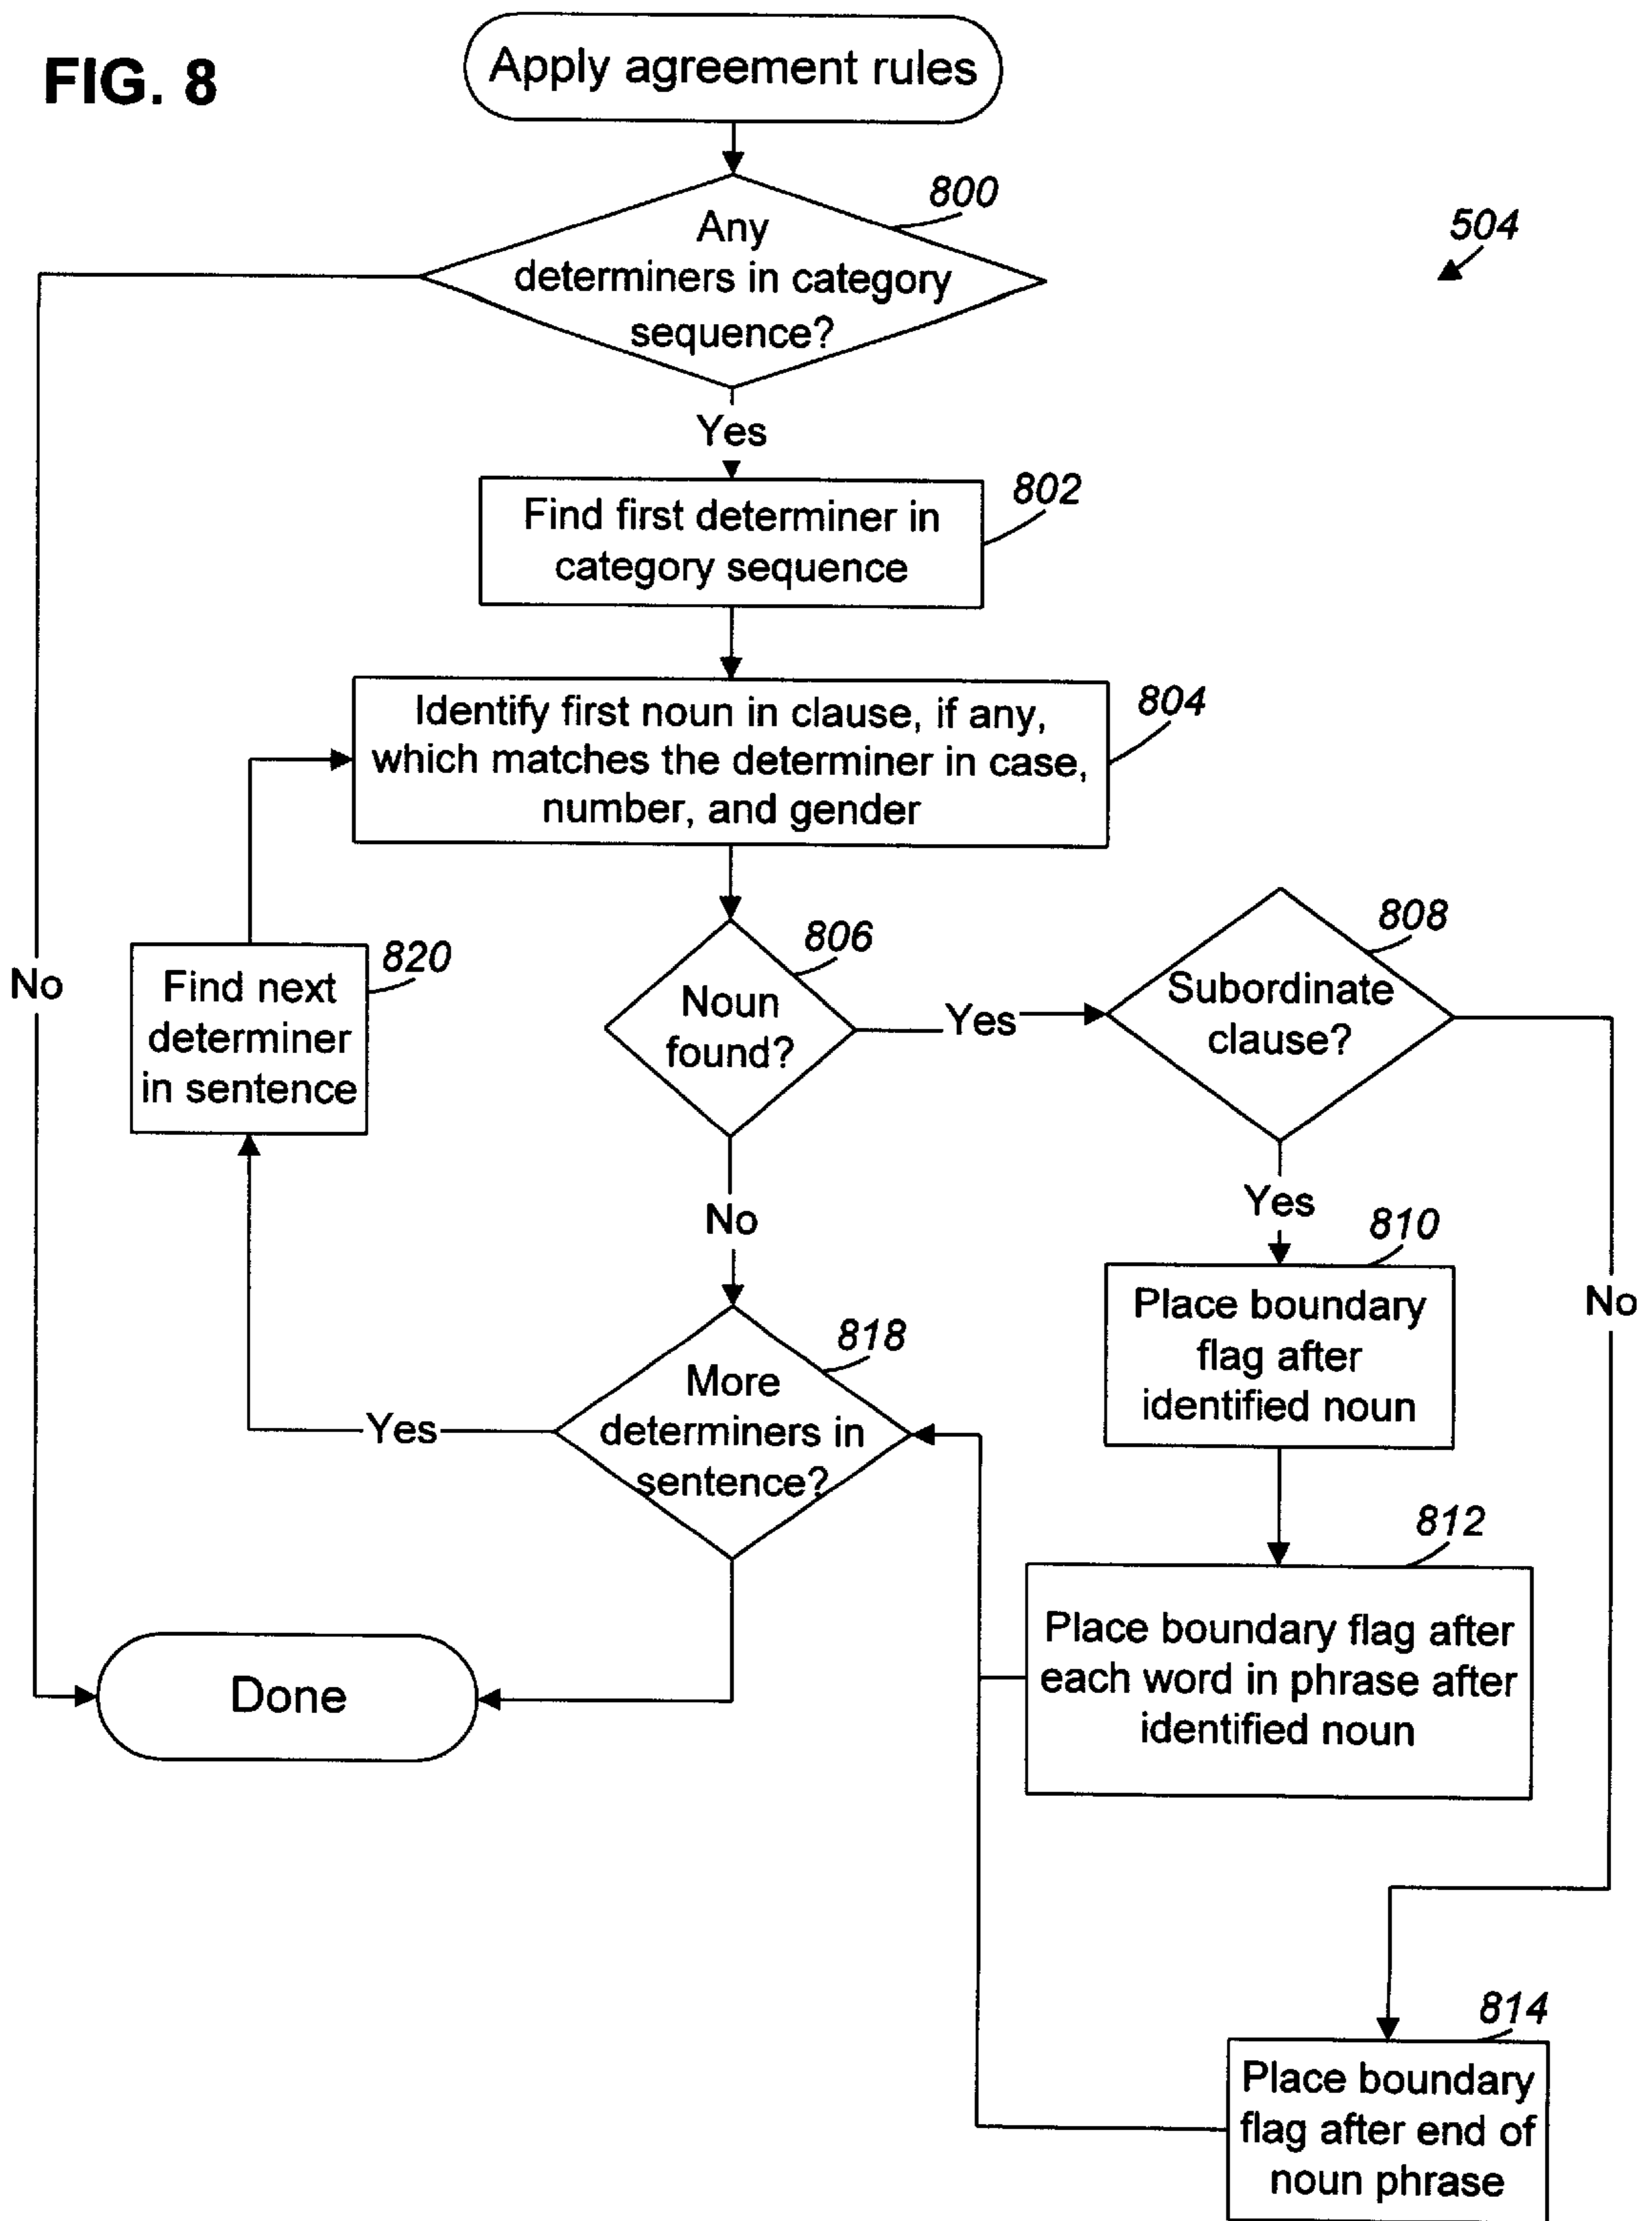 FIG. 8
Apply agreement rules
800
Any
determiners in category
sequence?
504
Yes
802
Find first determiner in
category sequence
804
Identify first noun in clause, if any,
which matches the determiner in case,
number, and gender
806
Noun
found?
Yes
808
Subordinate
clause?
820
Find next
determiner
in sentence
No
No
Yes
810
Place boundary
flag after
identified noun
No
818
More
determiners in
sentence?
Yes
812
Place boundary flag after
each word in phrase after
identified noun
Done
814
Place boundary
flag after end of
noun phrase